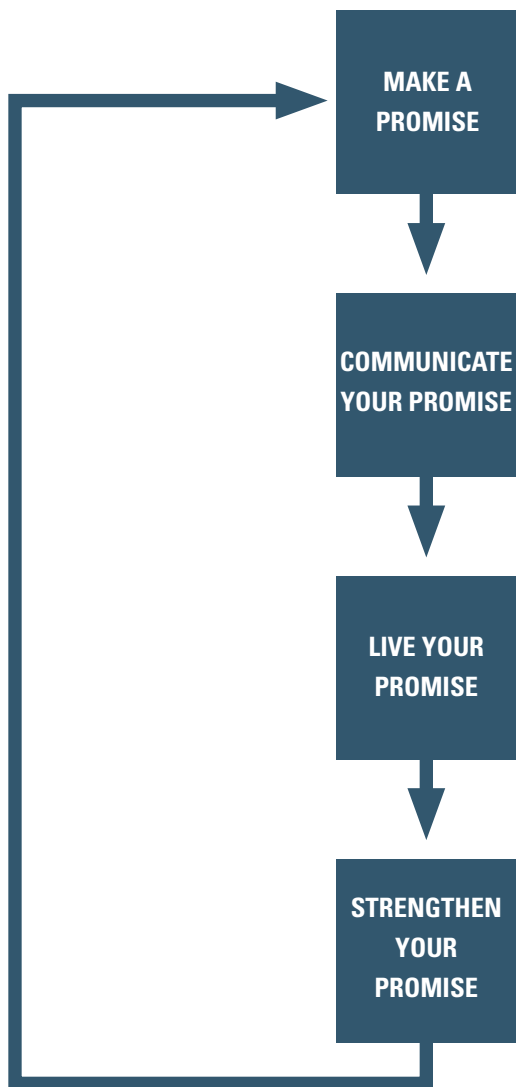 MAKE A
PROMISE
COMMUNICATE
YOUR PROMISE
LIVE YOUR
PROMISE
STRENGTHEN
YOUR
PROMISE